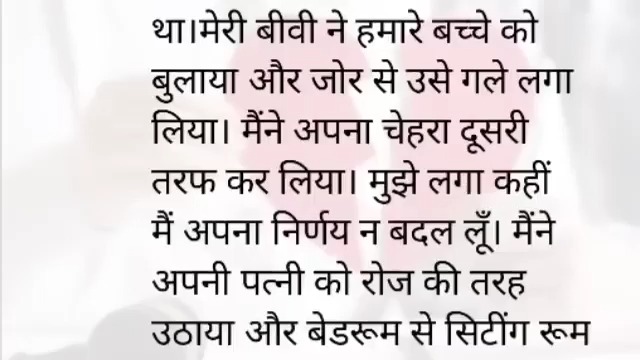 था।मेरी बीवी ने हमारे बच्चे को
बुलाया और जोर से उसे गले लगा
लिया। मैंने अपना चेहरा दूसरी
तरफ कर लिया। मुझे लगा कहीं
मैं अपना निर्णय न बदल लूँ। मैंने
अपनी पत्नी को रोज की तरह
उठाया और बेडरूम से सिटींग रूम